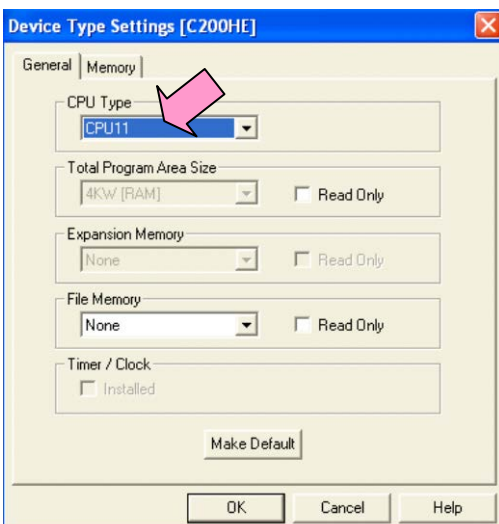 Device Type Settings [C200HE]
General Memory
CPU Type
CPU11
Total Program Area Size
4KW [RAM] Read Only
Expansion Memory
None Read Only
File Memory
None Read Only
Timer / Clock
Installed
Make Default
OK Cancel Help